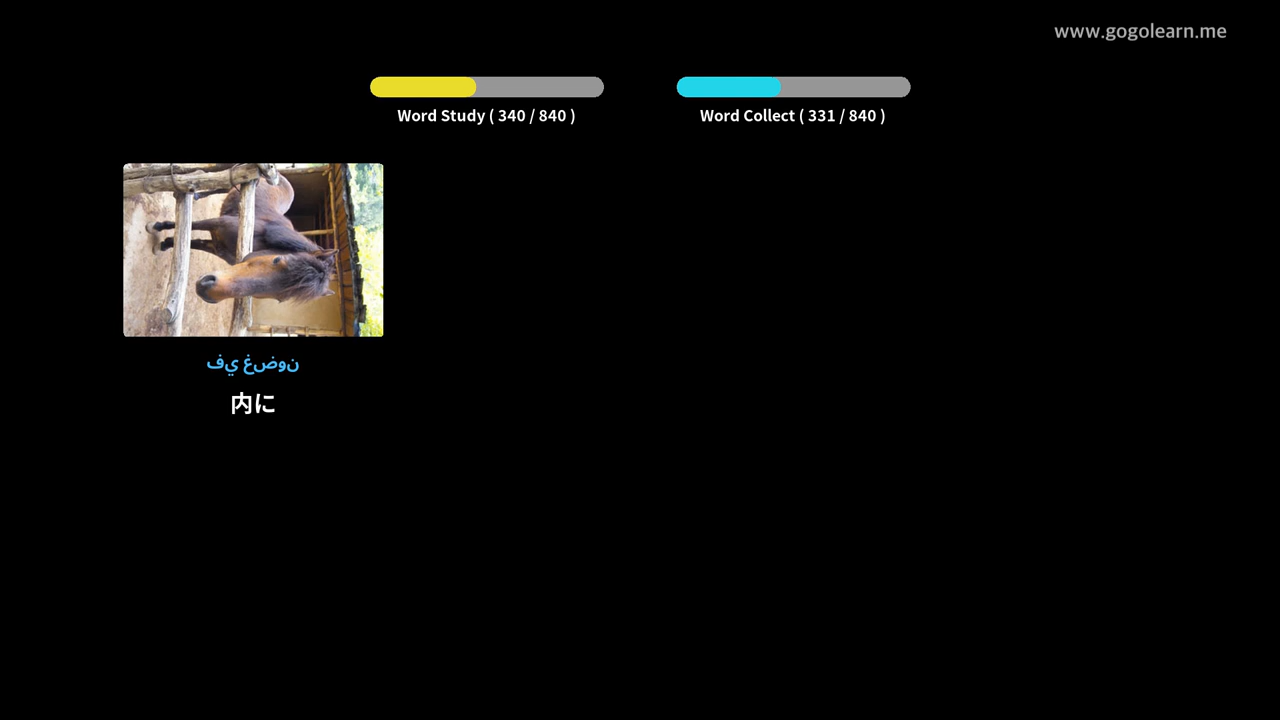 www.gogolearn.me
Word Study ( 340 / 840 )
Word Collect ( 331 / 840 )
في غضون
内に